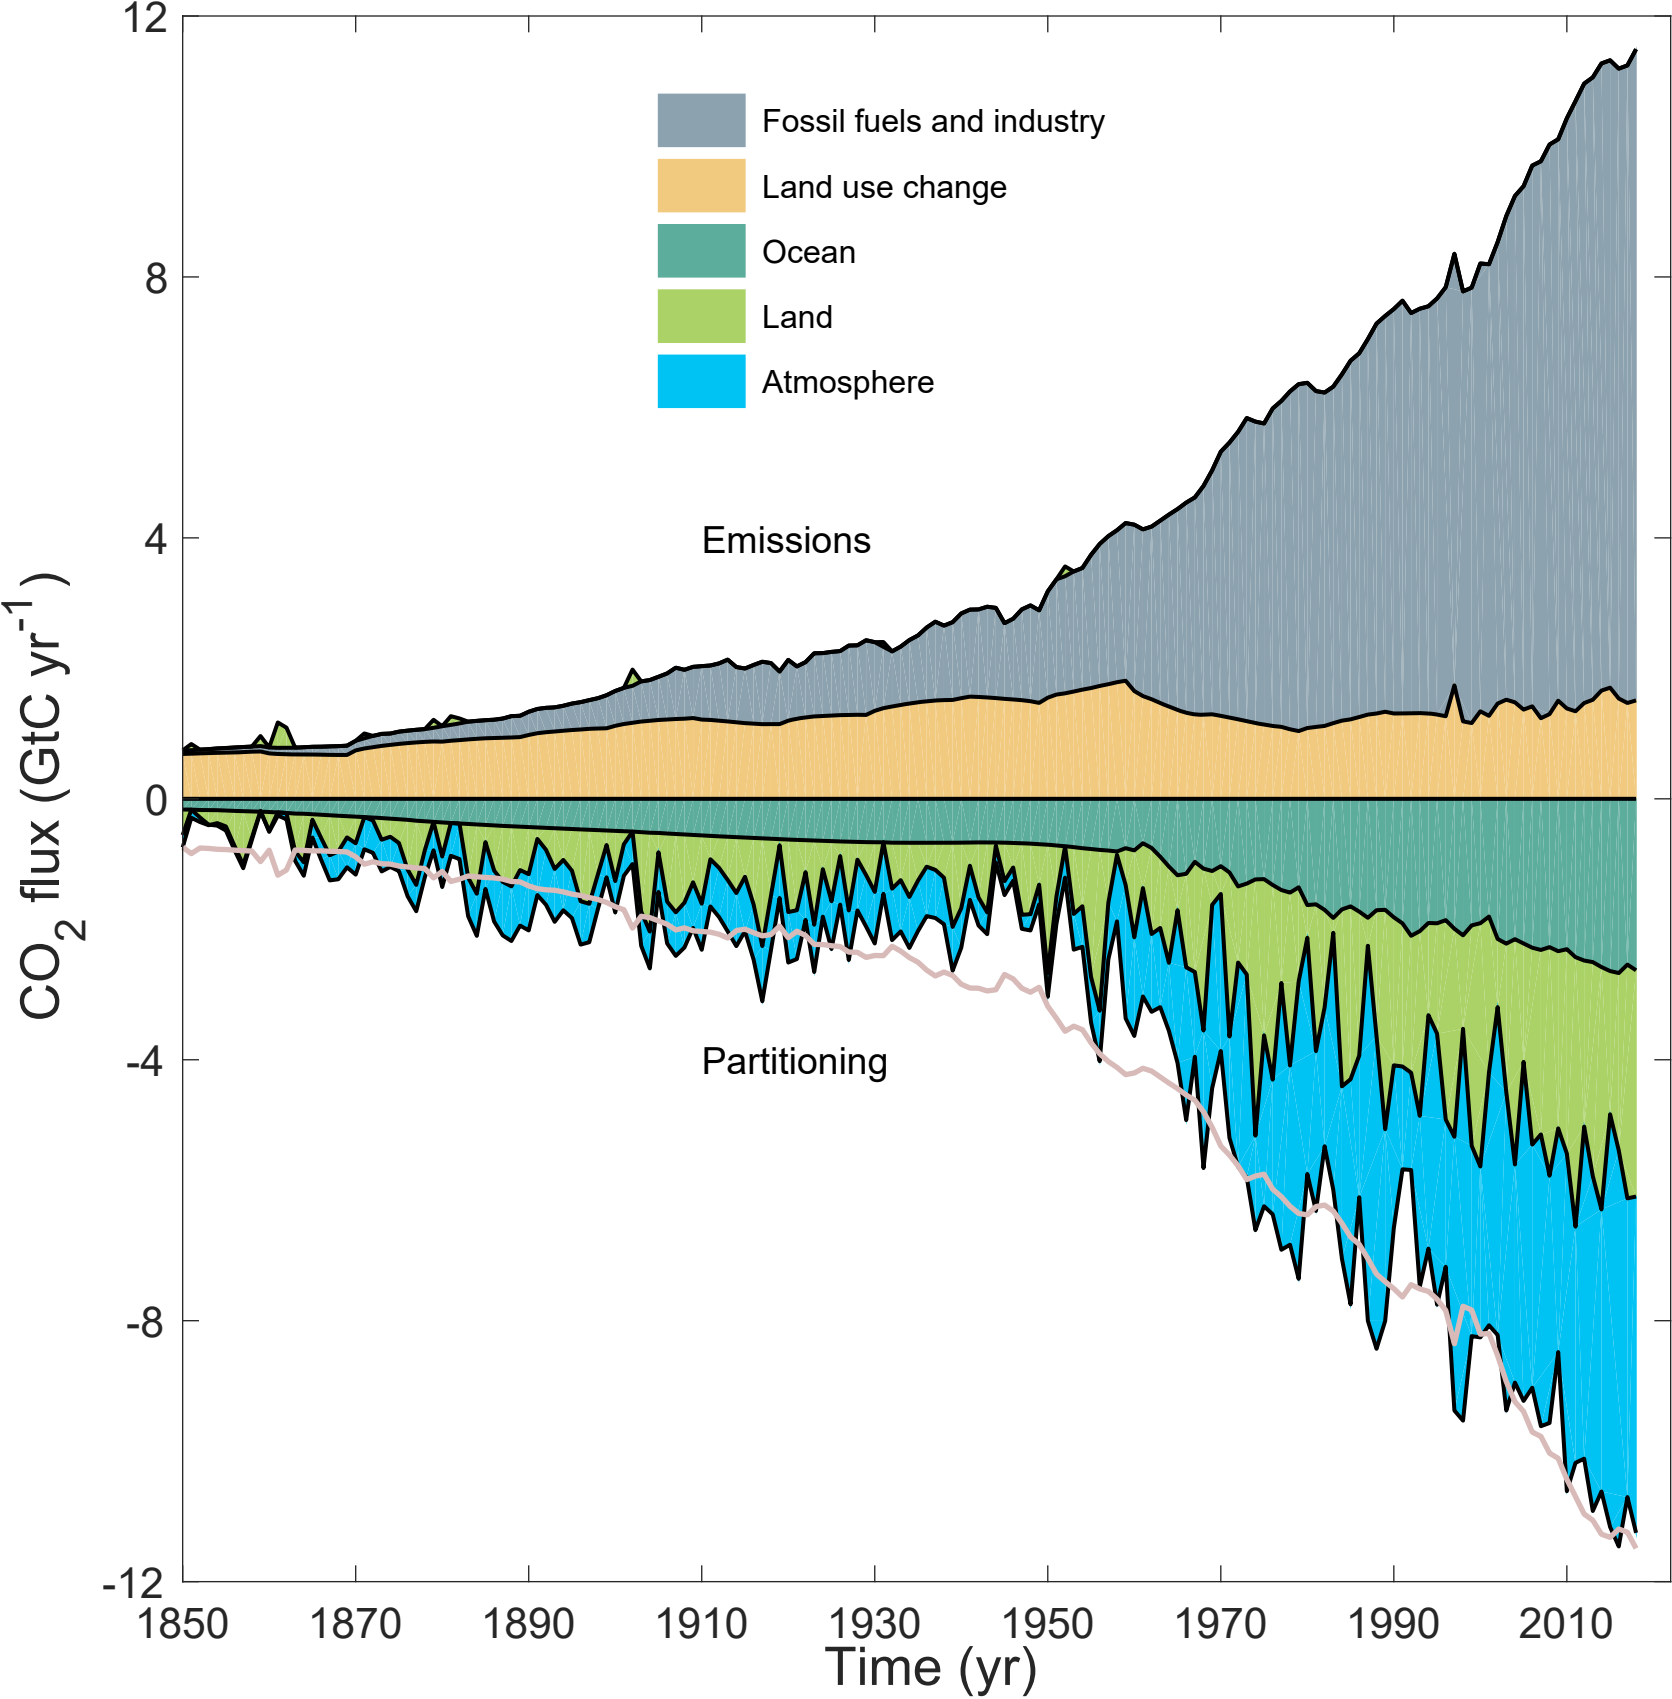 12
Fossil fuels and industry
Land use change
8
Ocean
Land
Atmosphere
4
Emissions
CO2 flux (GtC yr-1)
0
-4
Partitioning
-8
-12
1850 1870 1890 1910 1930 1950 1970 1990 2010
Time (yr)